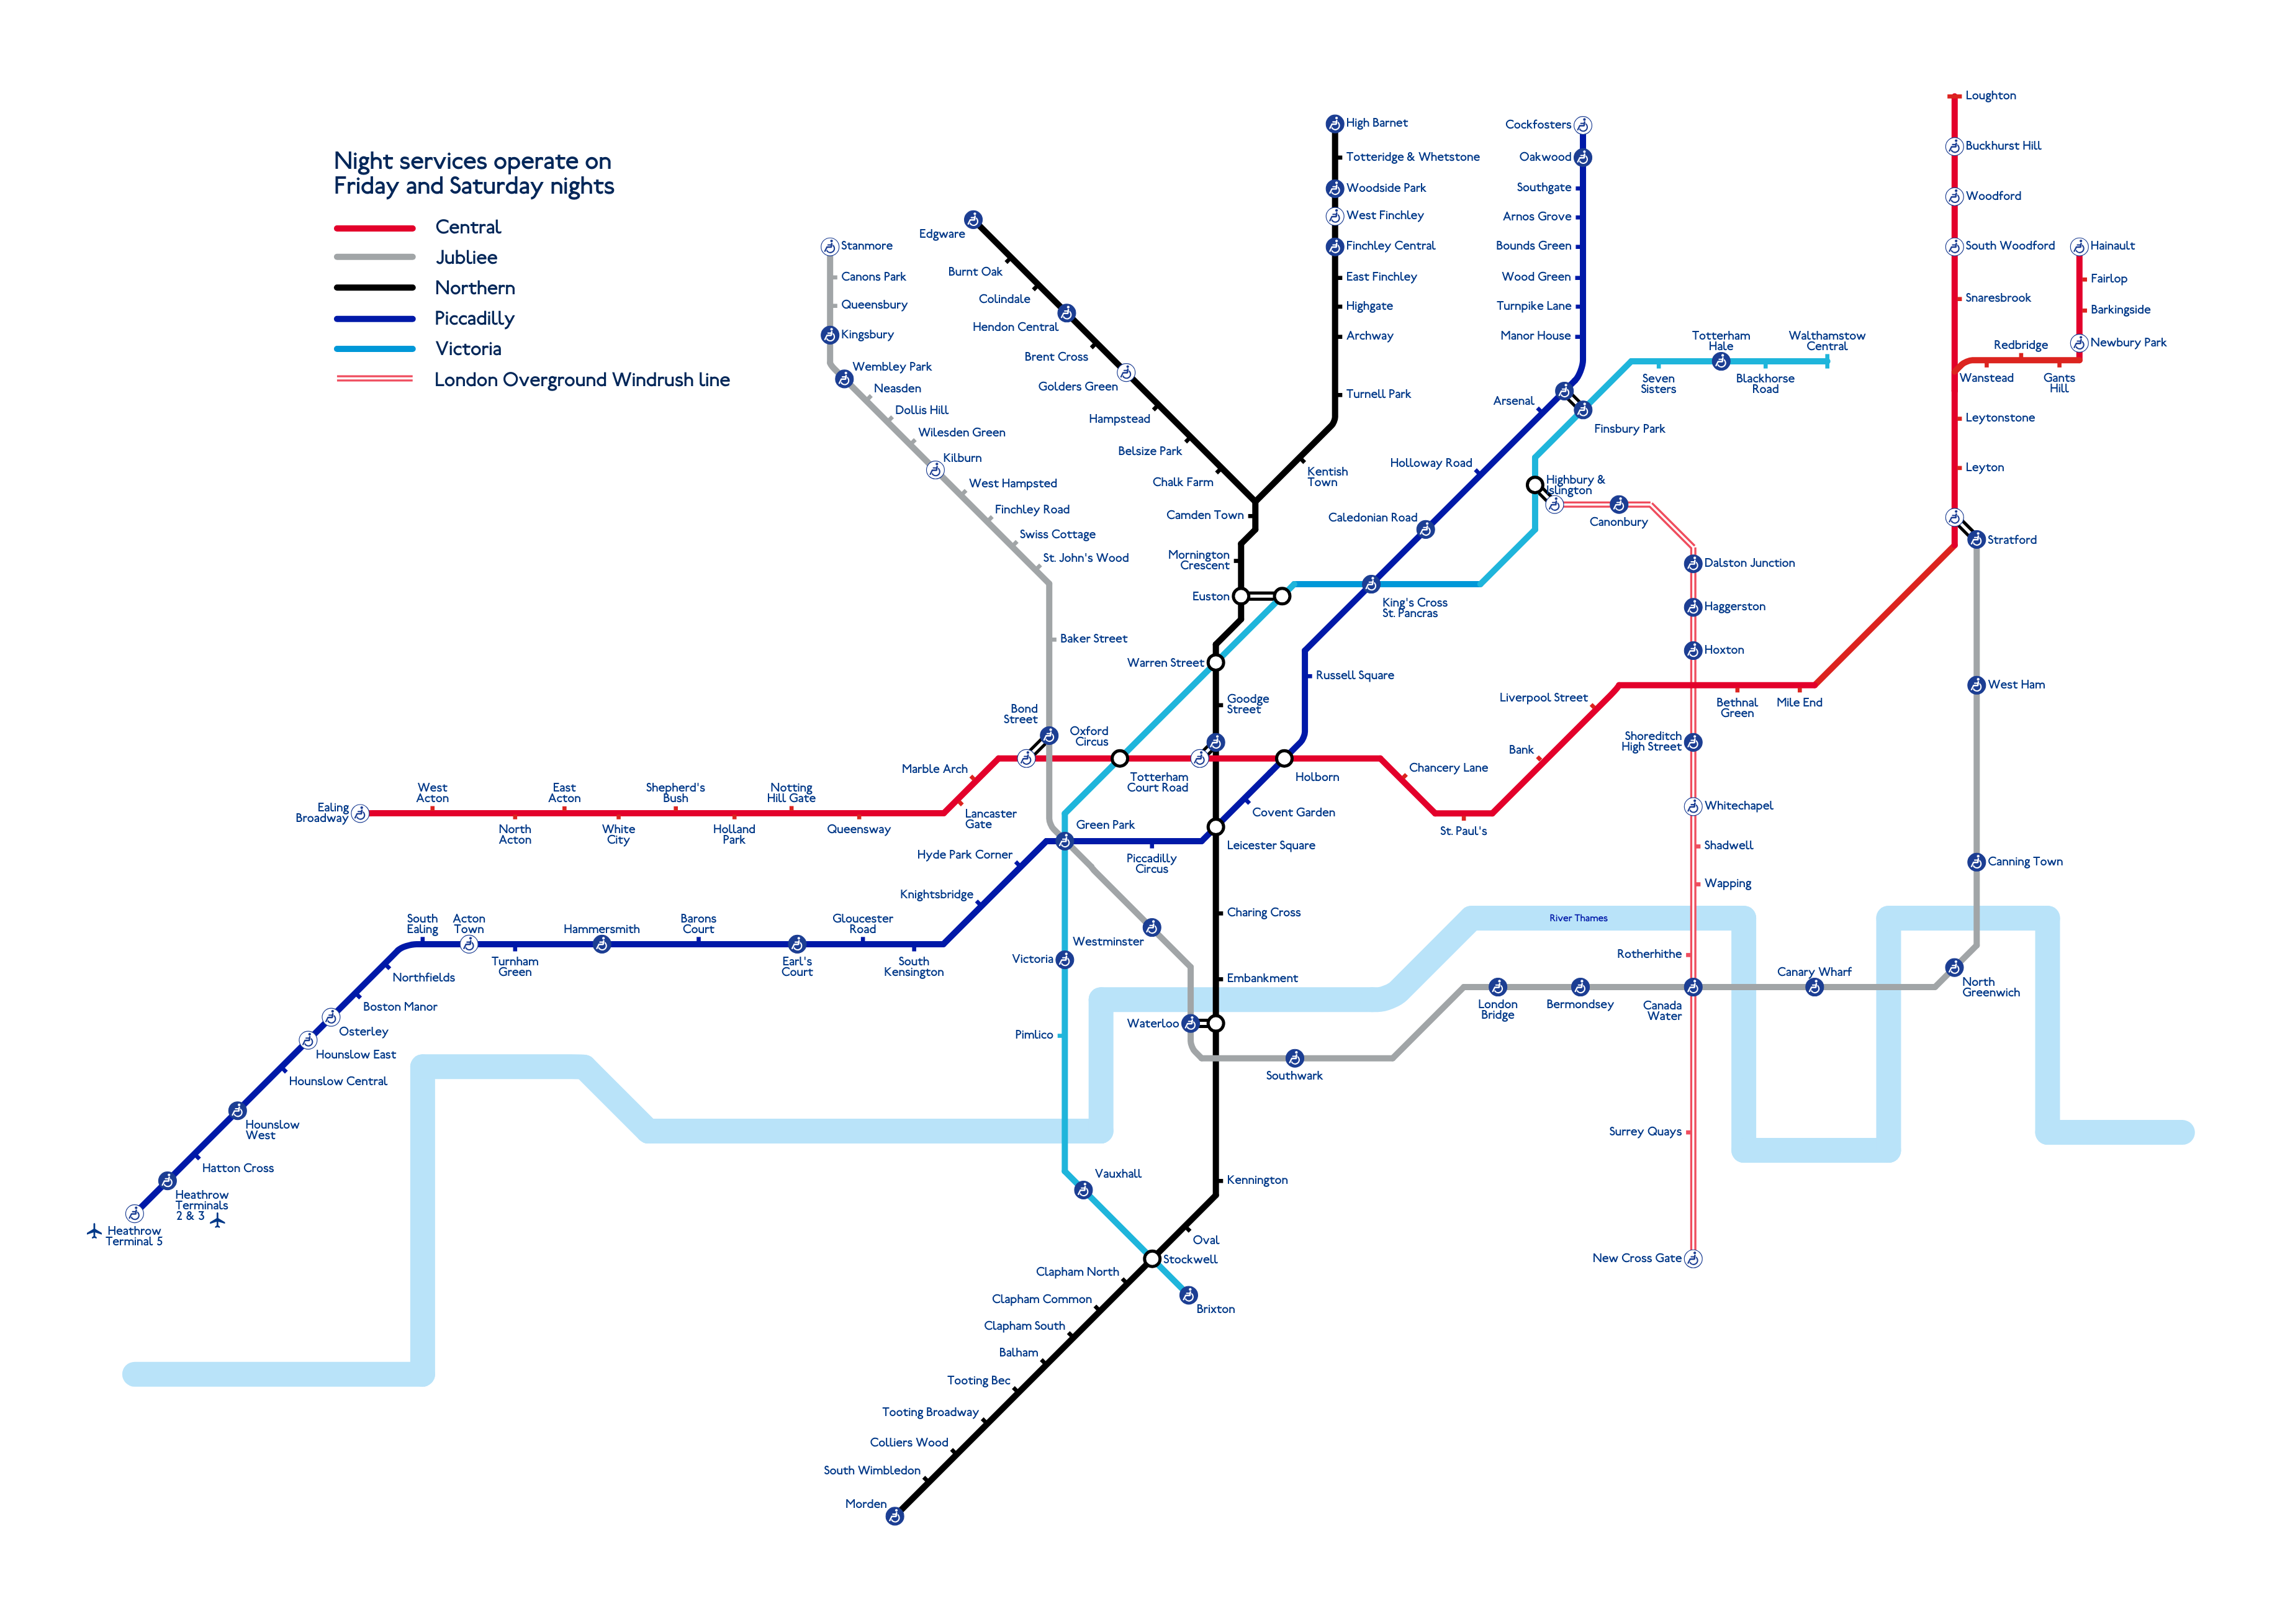 Night services operate on
Friday and Saturday nights
Central
Jubliee
Northern
Piccadilly
Victoria
London Overground Windrush line
Stanmore
Canons Park
Queensbury
Kingsbury
Wembley Park
Neasden
Dollis Hill
Wilesden Green
Kilburn
West Hampsted
Finchley Road
Swiss Cottage
St. John's Wood
Baker Street
Bond
Street
Edgware
Burnt Oak
Colindale
Hendon Central
Brent Cross
Golders Green
Hampstead
Belsize Park
Chalk Farm
Camden Town
Mornington
Crescent
Euston
Warren Street
Goodge
Street
High Barnet
Totteridge & Whetstone
Woodside Park
West Finchley
Finchley Central
East Finchley
Highgate
Archway
Turnell Park
Kentish
Town
Cockfosters
Oakwood
Southgate
Arnos Grove
Bounds Green
Wood Green
Turnpike Lane
Manor House
Arsenal
Finsbury Park
Holloway Road
Caledonian Road
King's Cross
St. Pancras
Russell Square
Seven
Sisters
Totterham
Hale
Blackhorse
Road
Walthamstow
Central
Highbury &
Islington
Canonbury
Dalston Junction
Haggerston
Hoxton
Shoreditch
High Street
Whitechapel
Shadwell
Wapping
Rotherhithe
Canada
Water
Surrey Quays
New Cross Gate
Loughton
Buckhurst Hill
Woodford
South Woodford
Snaresbrook
Hainault
Fairlop
Barkingside
Newbury Park
Redbridge
Wanstead
Gants
Hill
Leytonstone
Leyton
Stratford
West Ham
Canning Town
North
Greenwich
Canary Wharf
Bermondsey
London
Bridge
Southwark
Waterloo
Westminster
Liverpool Street
Bethnal
Green
Mile End
Bank
Chancery Lane
St. Paul's
Holborn
Totterham
Court Road
Oxford
Circus
Marble Arch
Lancaster
Gate
Queensway
Notting
Hill Gate
Holland
Park
Shepherd's
Bush
White
City
East
Acton
North
Acton
West
Acton
Ealing
Broadway
Covent Garden
Leicester Square
Piccadilly
Circus
Green Park
Hyde Park Corner
Knightsbridge
South
Kensington
Gloucester
Road
Earl's
Court
Barons
Court
Hammersmith
Turnham
Green
Acton
Town
South
Ealing
Northfields
Boston Manor
Osterley
Hounslow East
Hounslow Central
Hounslow
West
Hatton Cross
Heathrow
Terminals
2 & 3
Heathrow
Terminal 5
Charing Cross
Embankment
River Thames
Victoria
Pimlico
Vauxhall
Kennington
Oval
Stockwell
Brixton
Clapham North
Clapham Common
Clapham South
Balham
Tooting Bec
Tooting Broadway
Colliers Wood
South Wimbledon
Morden